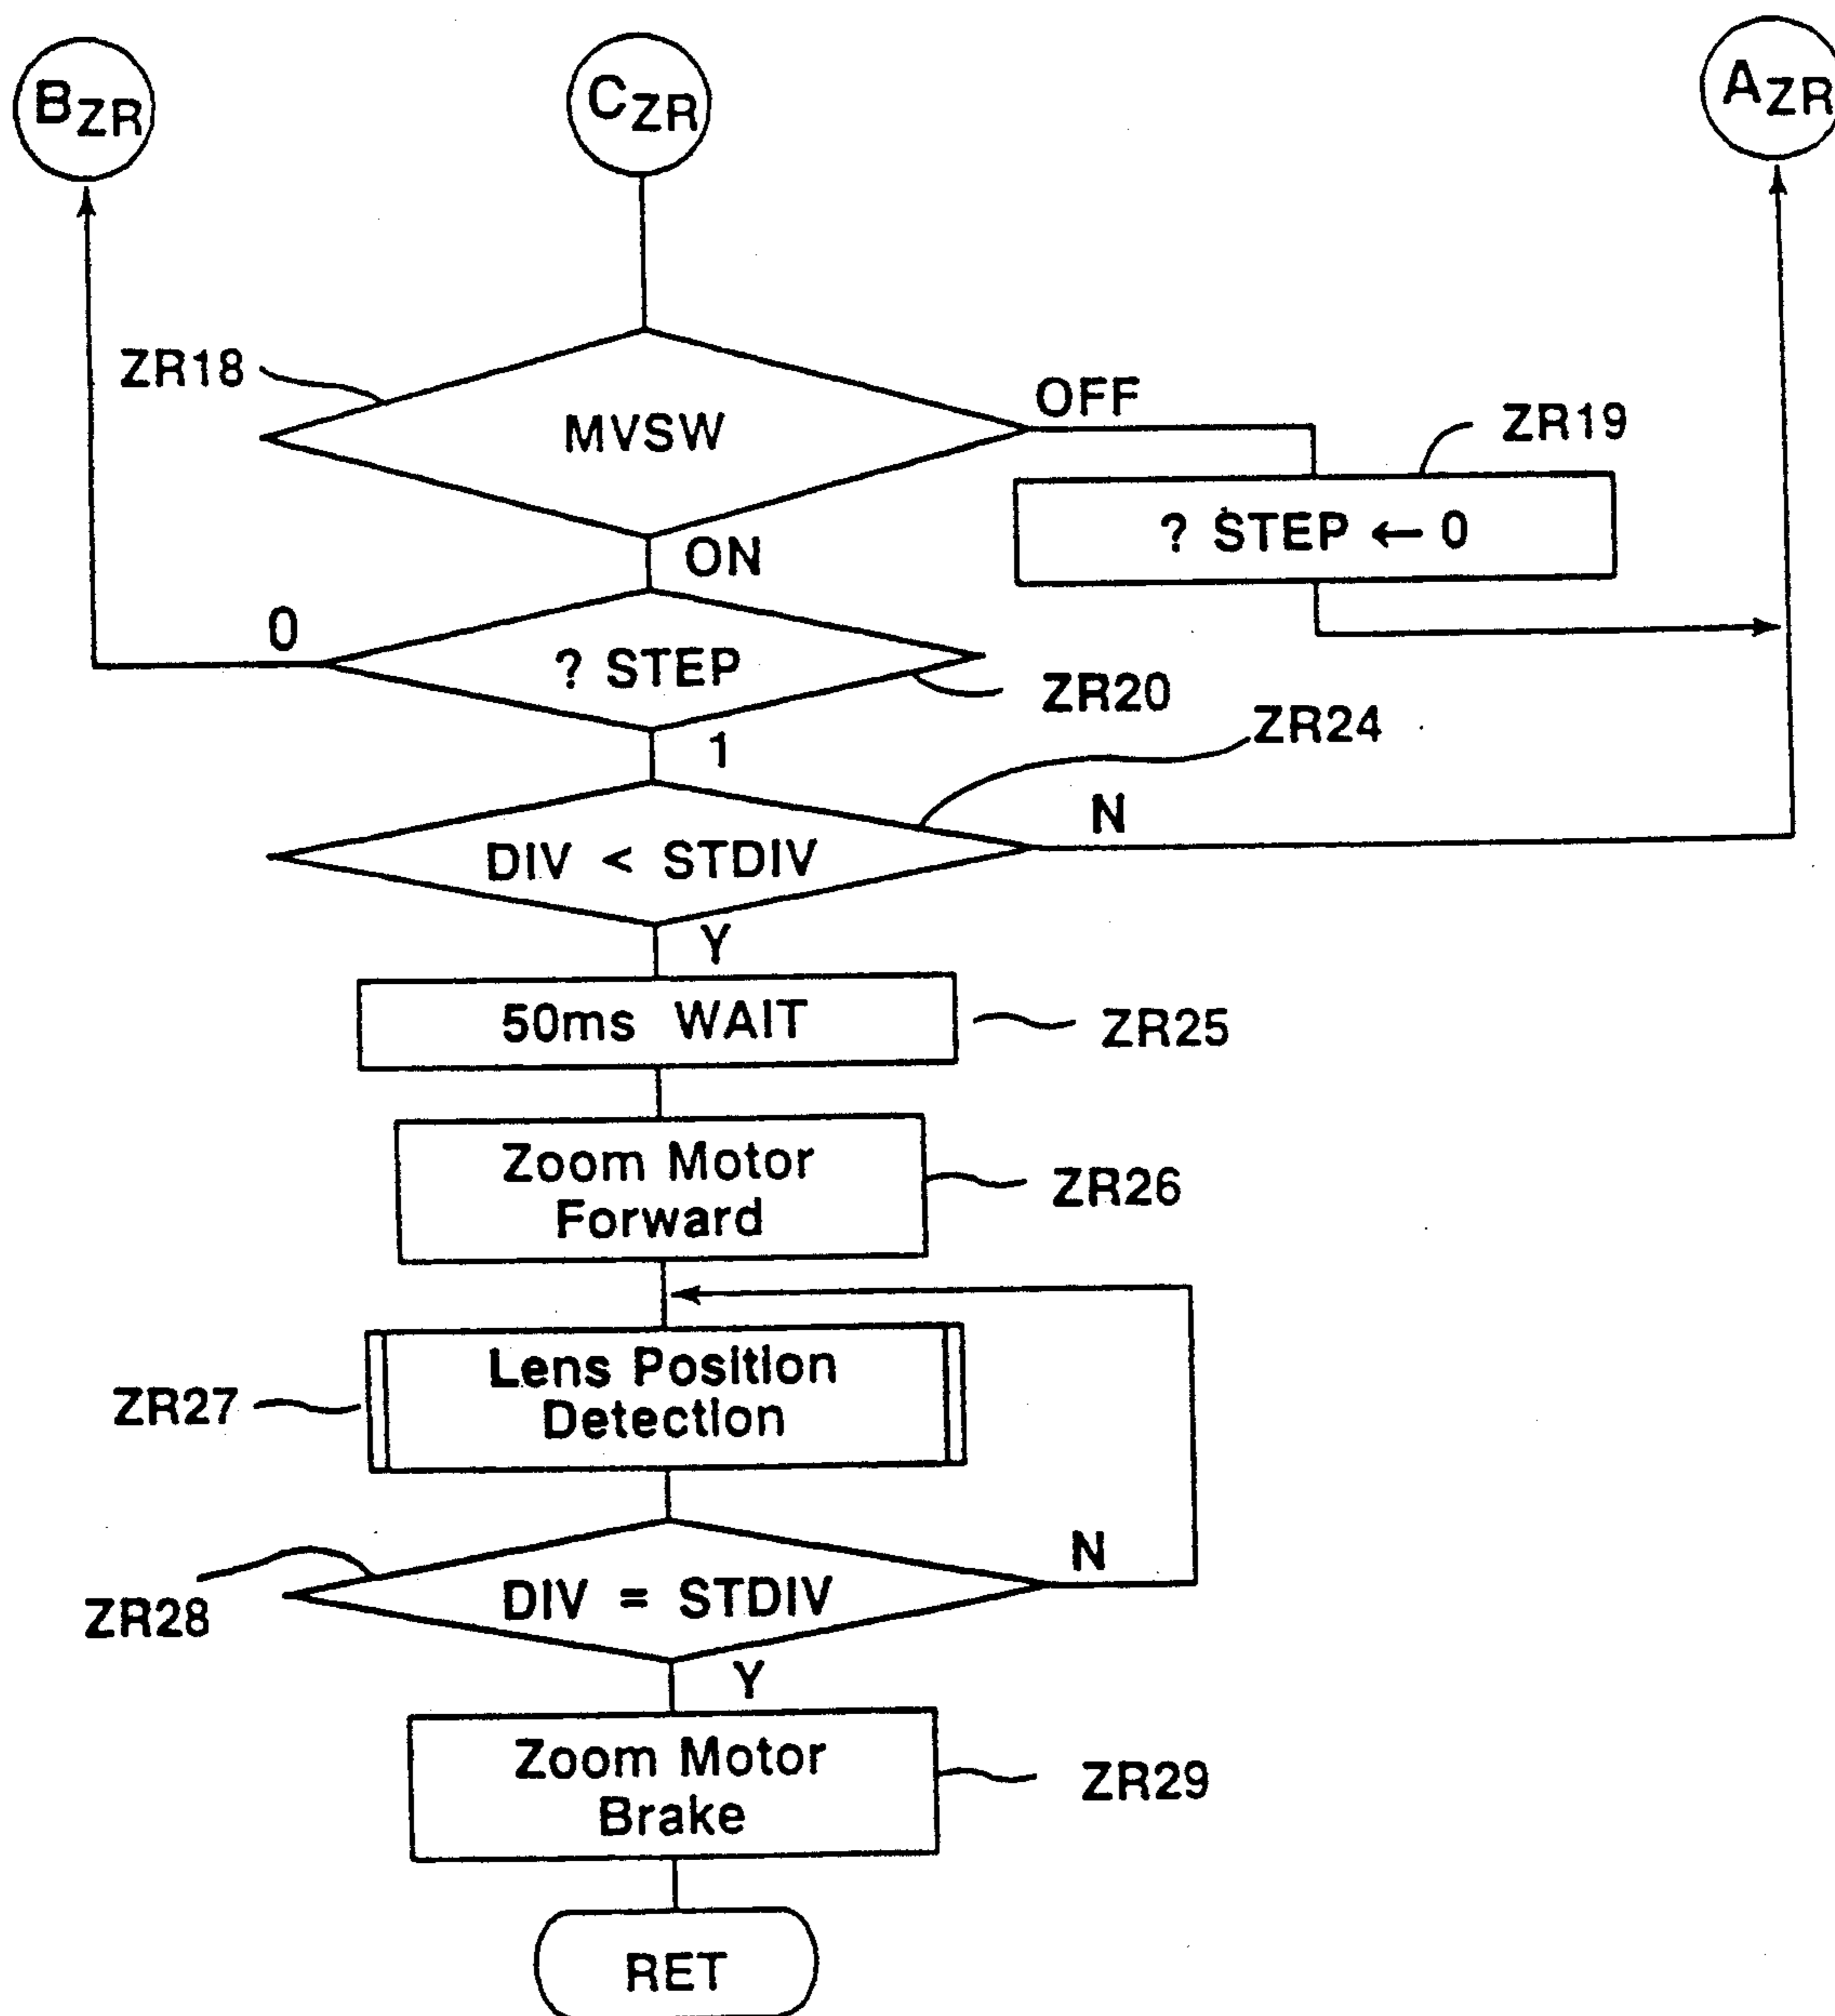 BZR
CZR
AZR
ZR18
MVSW
OFF
ZR19
? STEP ← 0
ON
0
? STEP
ZR20
1
ZR24
DIV < STDIV
N
Y
50ms WAIT
ZR25
Zoom Motor
Forward
ZR26
Lens Position
Detection
ZR27
DIV = STDIV
N
ZR28
Y
Zoom Motor
Brake
ZR29
RET